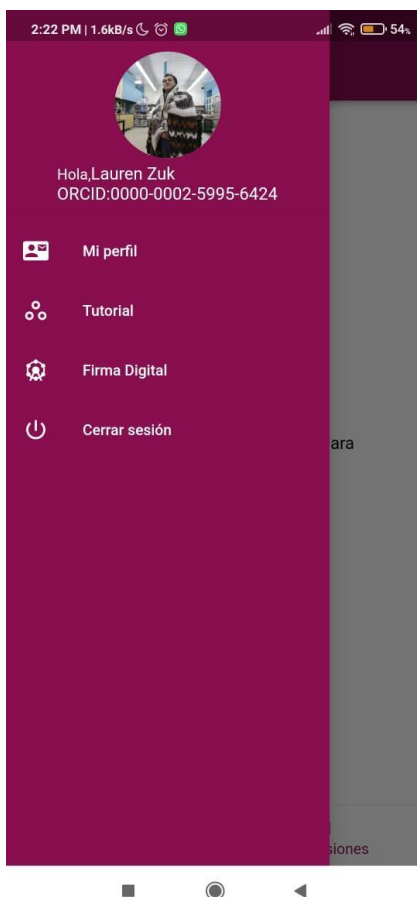 2:22 PM | 1.6kB/s
54%
Hola,Lauren Zuk
ORCID:0000-0002-5995-6424
Mi perfil
Tutorial
Firma Digital
Cerrar sesión
ara
siones